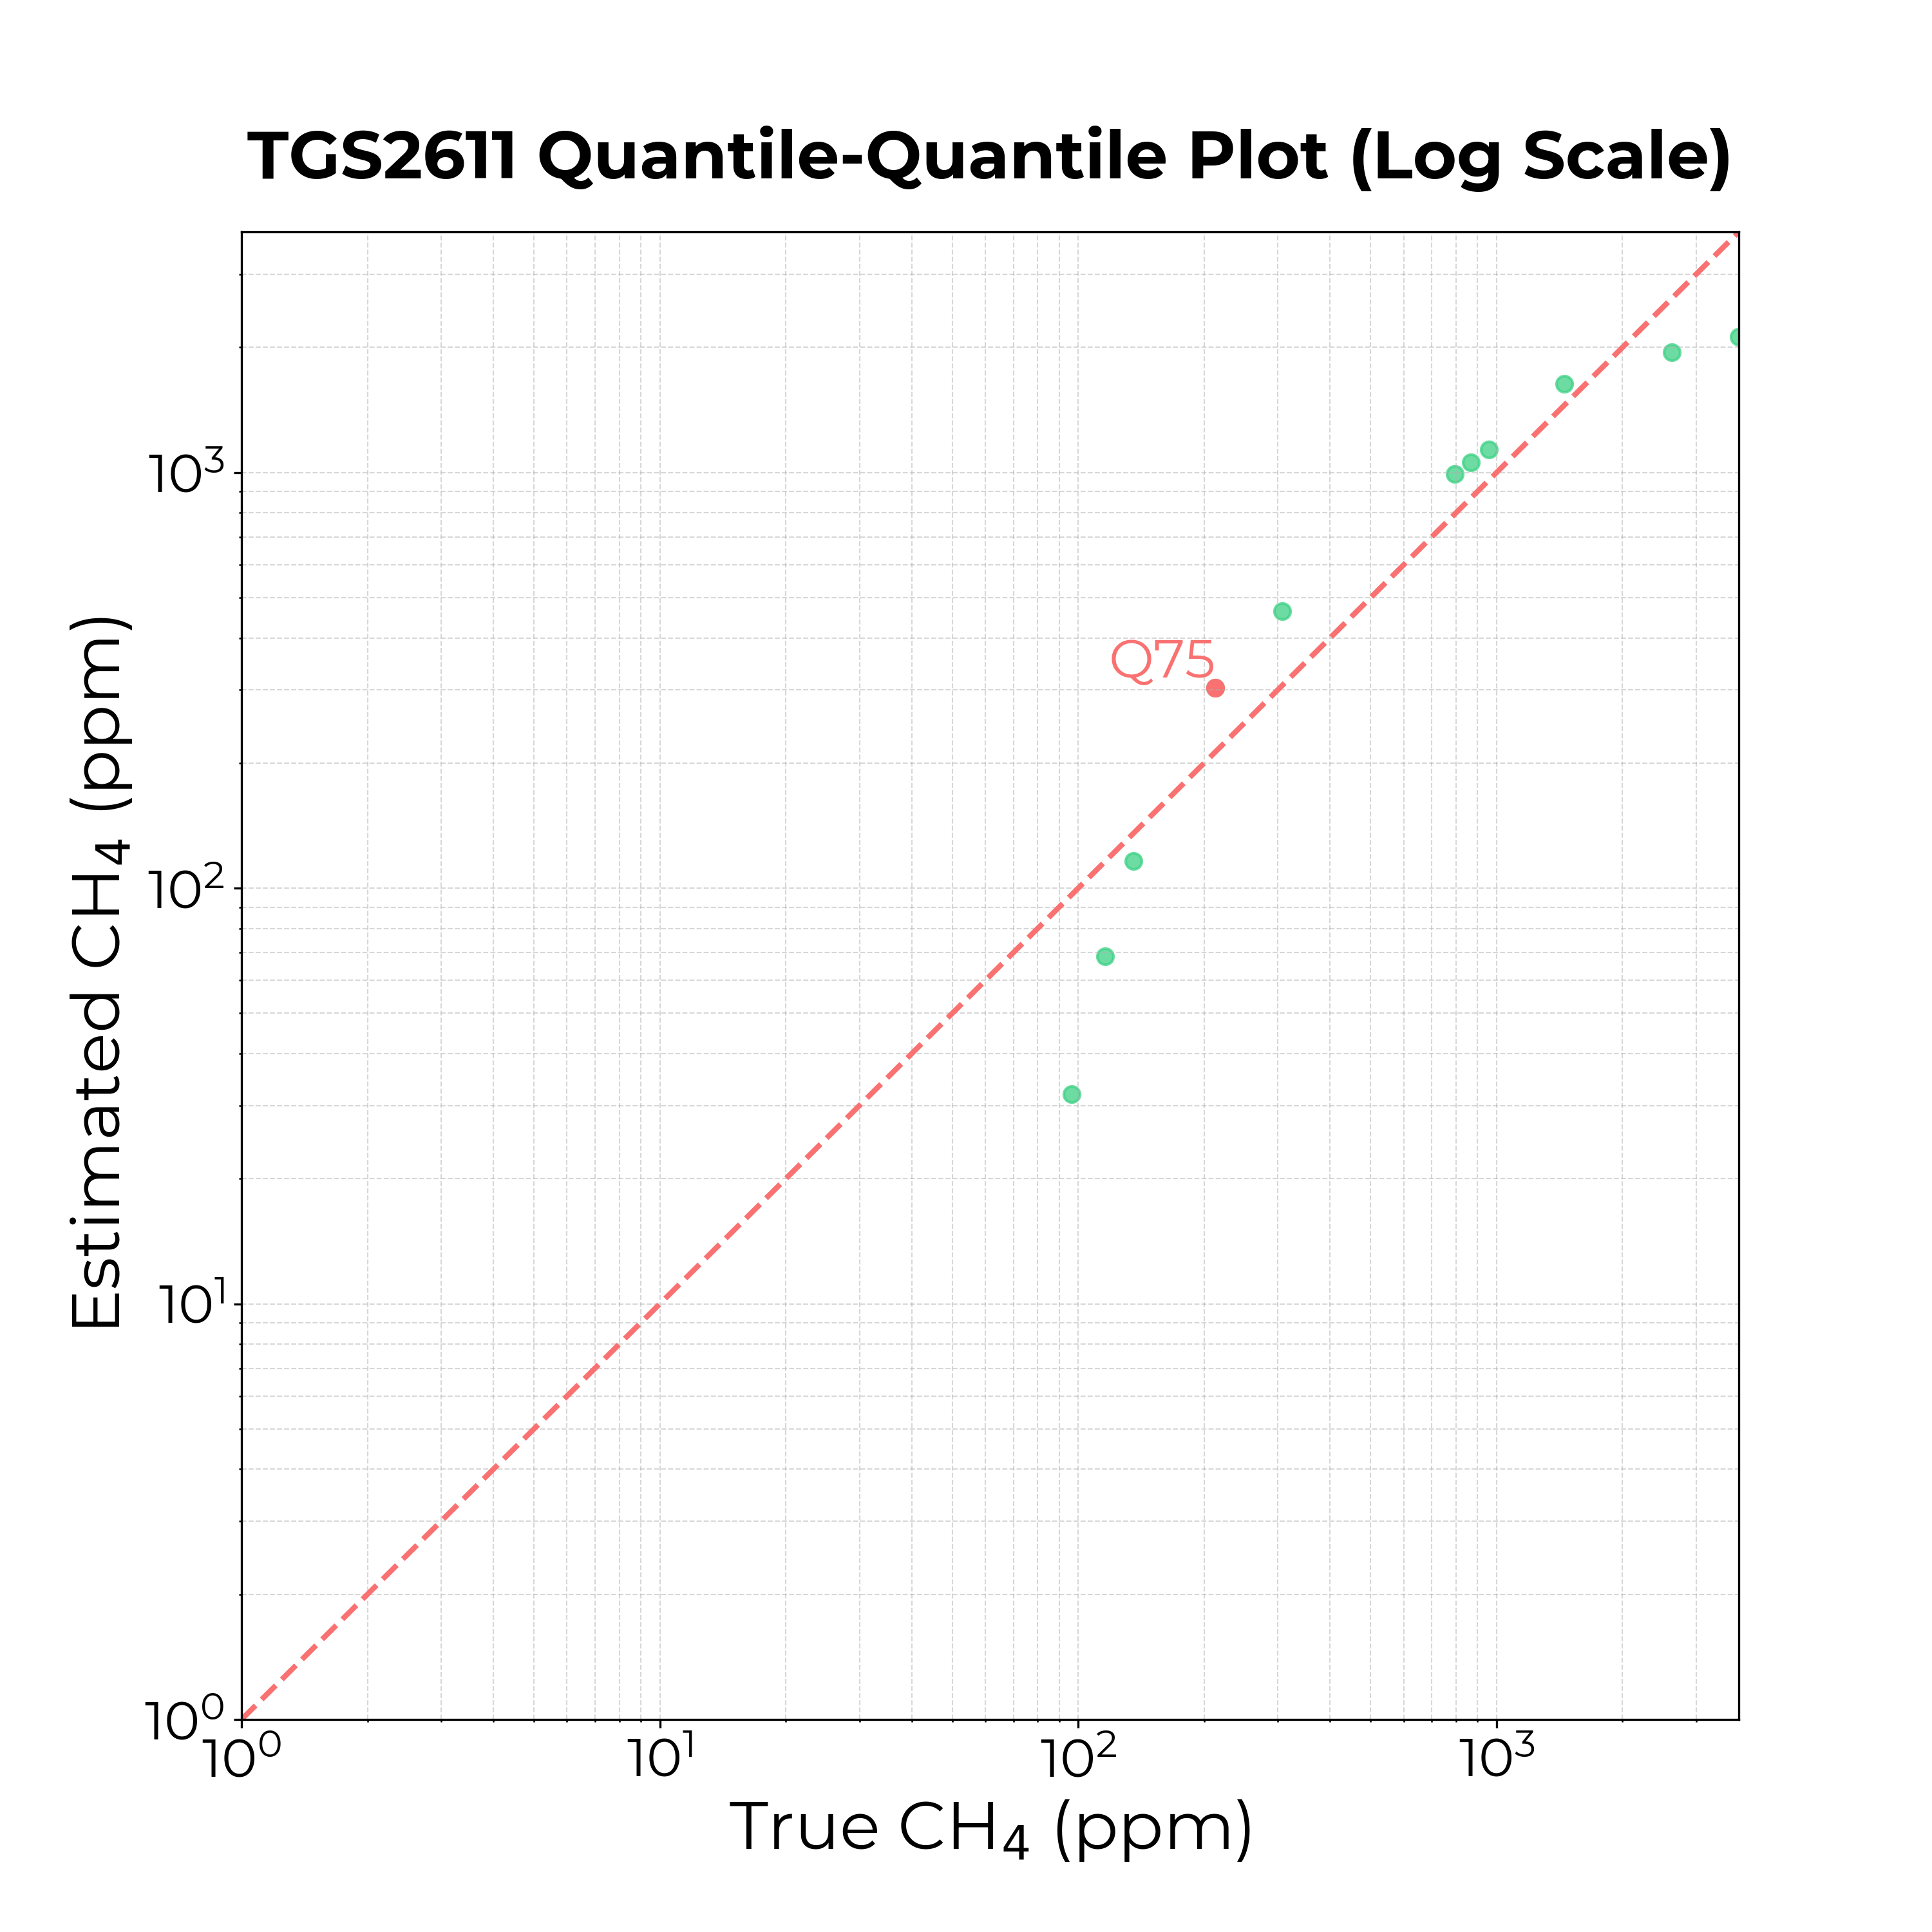 TGS2611 Quantile-Quantile Plot (Log Scale)
Estimated CH₄ (ppm)
10³
10²
10¹
10⁰
Q75
10⁰ 10¹ 10² 10³
True CH₄ (ppm)